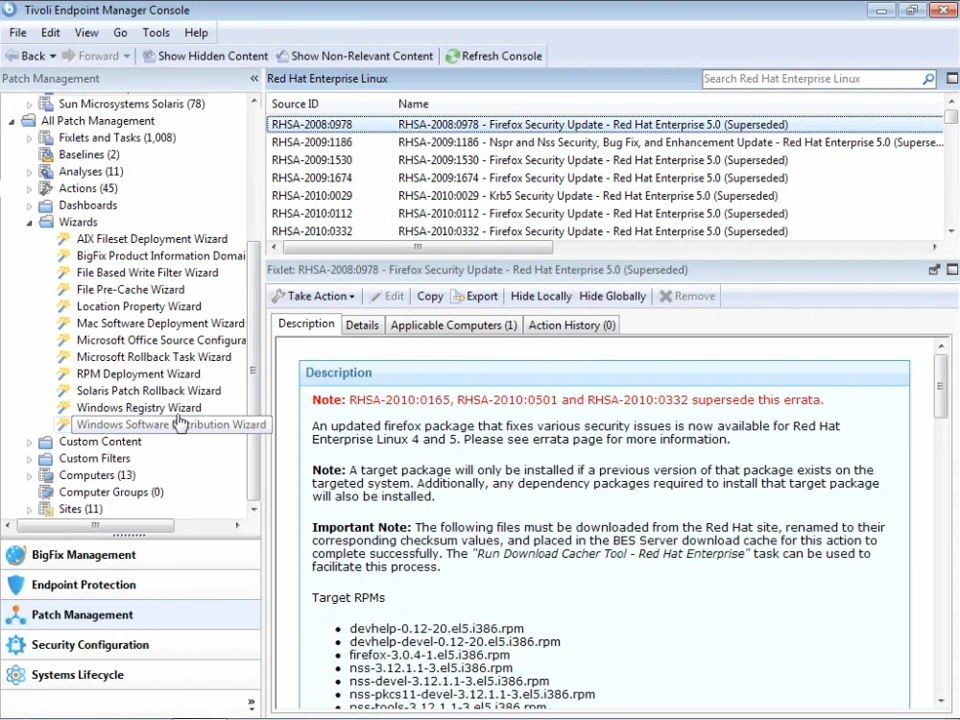 Tivoli Endpoint Manager Console
File Edit View Go Tools Help
Back Forward Show Hidden Content Show Non-Relevant Content Refresh Console
Patch Management «
Sun Microsystems Solaris (78)
All Patch Management
Fixlets and Tasks (1,008)
Baselines (2)
Analyses (11)
Actions (45)
Dashboards
Wizards
AIX Fileset Deployment Wizard
BigFix Product Information Domai
File Based Write Filter Wizard
File Pre-Cache Wizard
Location Property Wizard
Mac Software Deployment Wizard
Microsoft Office Source Configura
Microsoft Rollback Task Wizard
RPM Deployment Wizard
Solaris Patch Rollback Wizard
Windows Registry Wizard
Windows Software Distribution Wizard
Custom Content
Custom Filters
Computers (13)
Computer Groups (0)
Sites (11)
BigFix Management
Endpoint Protection
Patch Management
Security Configuration
Systems Lifecycle
»
Red Hat Enterprise Linux Search Red Hat Enterprise Linux
Source ID Name
RHSA-2008:0978 RHSA-2008:0978 - Firefox Security Update - Red Hat Enterprise 5.0 (Superseded)
RHSA-2009:1186 RHSA-2009:1186 - Nspr and Nss Security, Bug Fix, and Enhancement Update - Red Hat Enterprise 5.0 (Superse...
RHSA-2009:1530 RHSA-2009:1530 - Firefox Security Update - Red Hat Enterprise 5.0 (Superseded)
RHSA-2009:1674 RHSA-2009:1674 - Firefox Security Update - Red Hat Enterprise 5.0 (Superseded)
RHSA-2010:0029 RHSA-2010:0029 - Krb5 Security Update - Red Hat Enterprise 5.0 (Superseded)
RHSA-2010:0112 RHSA-2010:0112 - Firefox Security Update - Red Hat Enterprise 5.0 (Superseded)
RHSA-2010:0332 RHSA-2010:0332 - Firefox Security Update - Red Hat Enterprise 5.0 (Superseded)
Fixlet: RHSA-2008:0978 - Firefox Security Update - Red Hat Enterprise 5.0 (Superseded)
Take Action Edit Copy Export Hide Locally Hide Globally Remove
Description Details Applicable Computers (1) Action History (0)
Description
Note: RHSA-2010:0165, RHSA-2010:0501 and RHSA-2010:0332 supersede this errata.
An updated firefox package that fixes various security issues is now available for Red Hat
Enterprise Linux 4 and 5. Please see errata page for more information.
Note: A target package will only be installed if a previous version of that package exists on the
targeted system. Additionally, any dependency packages required to install that target package
will also be installed.
Important Note: The following files must be downloaded from the Red Hat site, renamed to their
corresponding checksum values, and placed in the BES Server download cache for this action to
complete successfully. The "Run Download Cacher Tool - Red Hat Enterprise" task can be used to
facilitate this process.
Target RPMs
• devhelp-0.12-20.el5.i386.rpm
• devhelp-devel-0.12-20.el5.i386.rpm
• firefox-3.0.4-1.el5.i386.rpm
• nss-3.12.1.1-3.el5.i386.rpm
• nss-devel-3.12.1.1-3.el5.i386.rpm
• nss-pkcs11-devel-3.12.1.1-3.el5.i386.rpm
• nss-tools-3.12.1.1-3.el5.i386.rpm